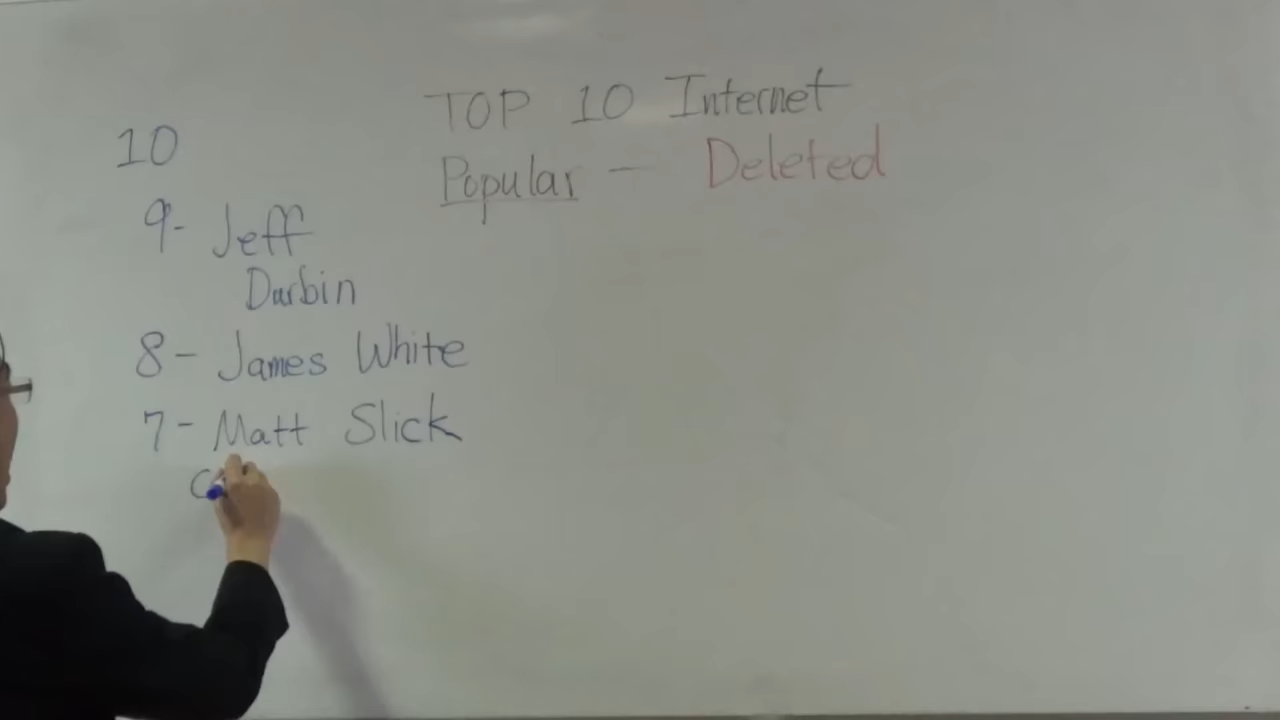 TOP 10 Internet
Popular - Deleted
10
9- Jeff
Durbin
8- James White
7- Matt Slick
C